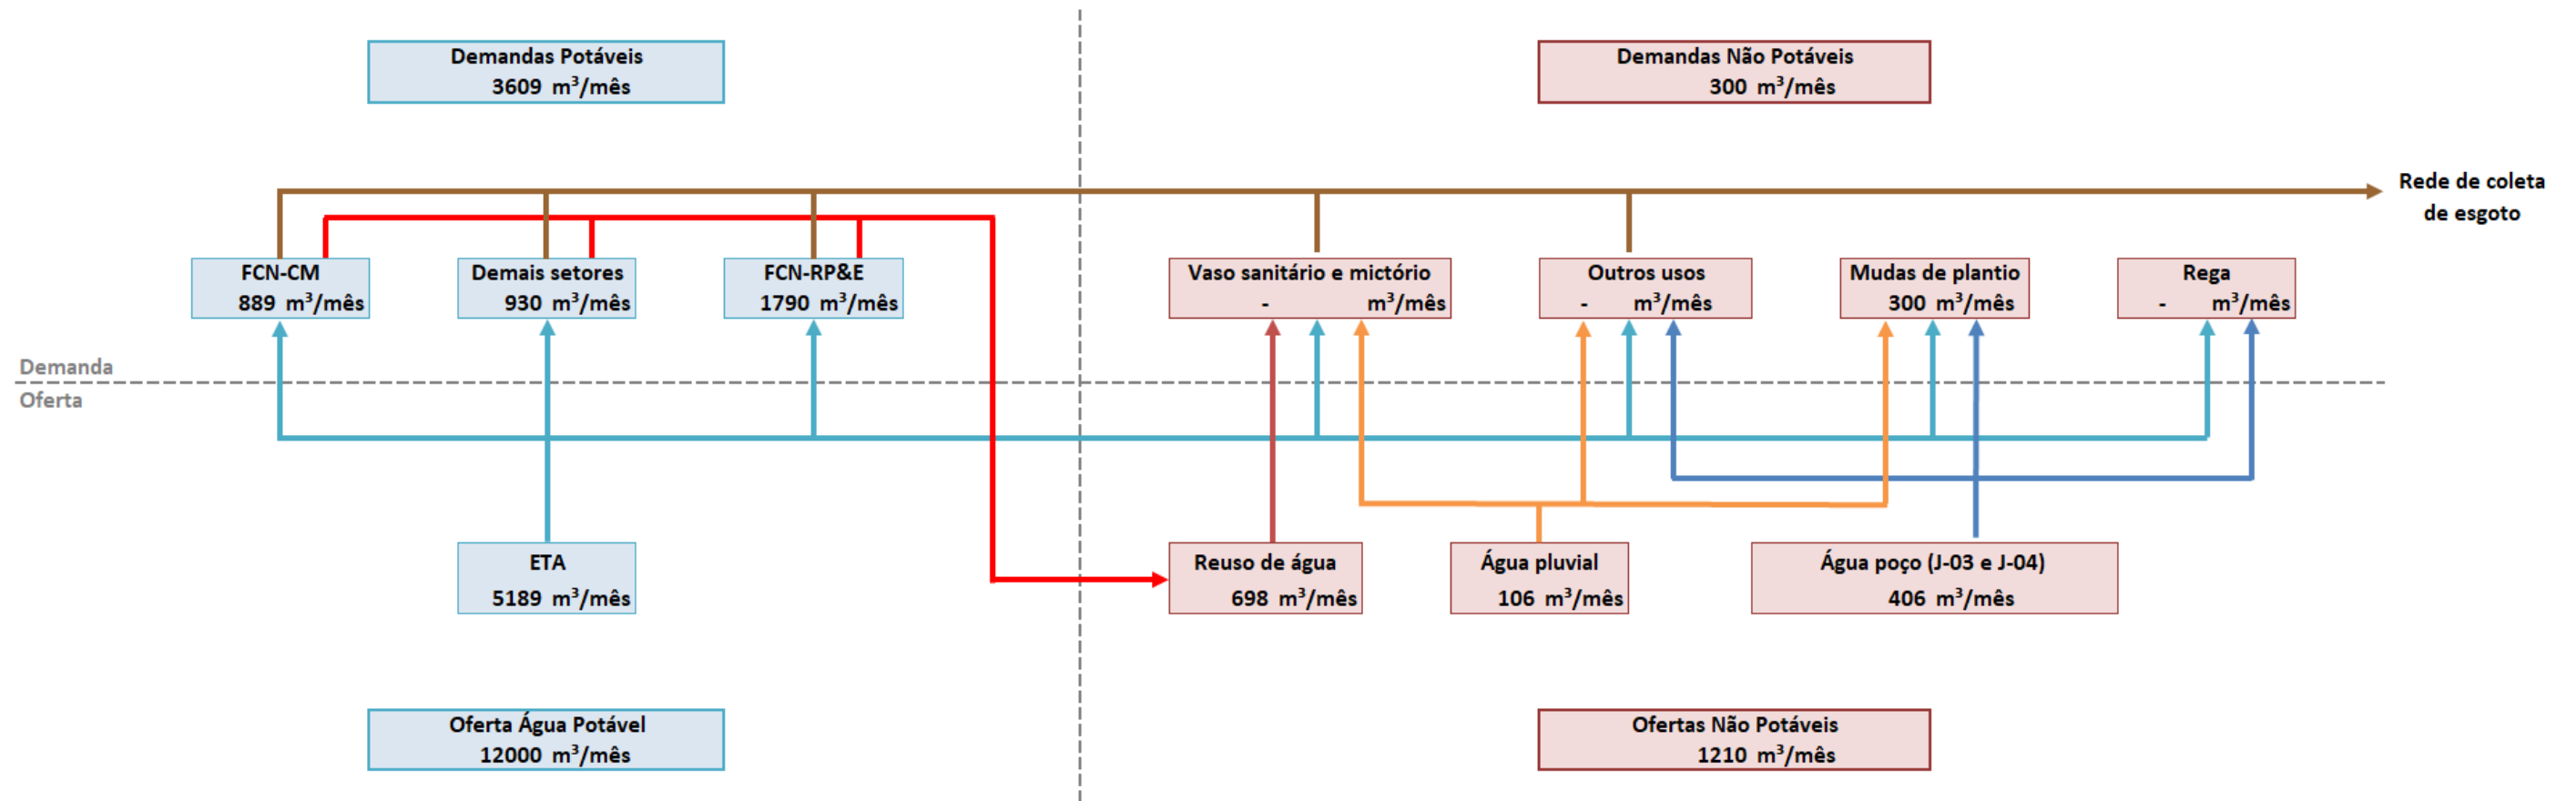 Demandas Potáveis
3609 m³/mês
Demandas Não Potáveis
300 m³/mês
Rede de coleta
de esgoto
FCN-CM
889 m³/mês
Demais setores
930 m³/mês
FCN-RP&E
1790 m³/mês
Vaso sanitário e mictório
- m³/mês
Outros usos
- m³/mês
Mudas de plantio
300 m³/mês
Rega
- m³/mês
Demanda
Oferta
ETA
5189 m³/mês
Reuso de água
698 m³/mês
Água pluvial
106 m³/mês
Água poço (J-03 e J-04)
406 m³/mês
Oferta Água Potável
12000 m³/mês
Ofertas Não Potáveis
1210 m³/mês